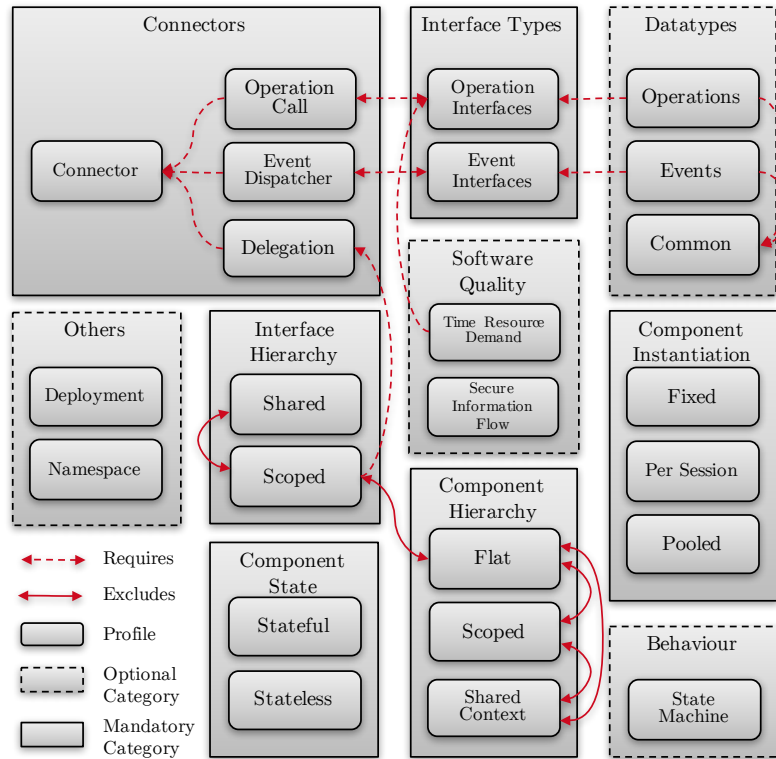 Connectors
Operation
Call
Connector
Event
Dispatcher
Delegation
Interface Types
Operation
Interfaces
Event
Interfaces
Datatypes
Operations
Events
Common
Software
Quality
Time Resource
Demand
Secure
Information
Flow
Others
Deployment
Namespace
Interface
Hierarchy
Shared
Scoped
Component
Instantiation
Fixed
Per Session
Pooled
Component
Hierarchy
Flat
Scoped
Shared
Context
Component
State
Stateful
Stateless
Behaviour
State
Machine
Requires
Excludes
Profile
Optional
Category
Mandatory
Category